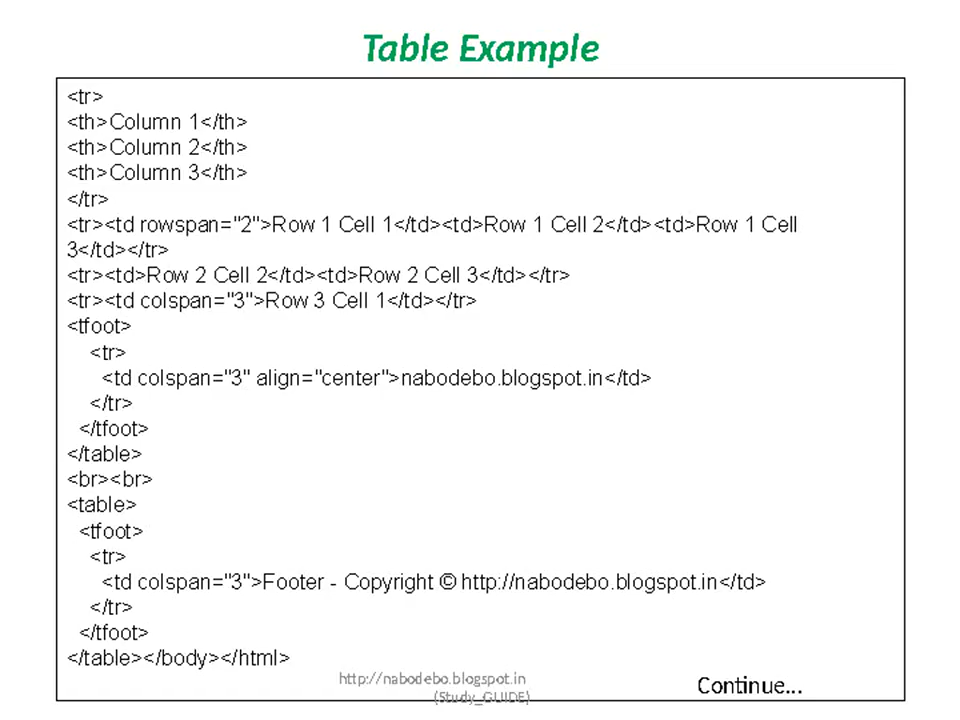 Table Example
<tr>
<th>Column 1</th>
<th>Column 2</th>
<th>Column 3</th>
</tr>
<tr><td rowspan="2">Row 1 Cell 1</td><td>Row 1 Cell 2</td><td>Row 1 Cell
3</td></tr>
<tr><td>Row 2 Cell 2</td><td>Row 2 Cell 3</td></tr>
<tr><td colspan="3">Row 3 Cell 1</td></tr>
<tfoot>
    <tr>
      <td colspan="3" align="center">nabodebo.blogspot.in</td>
    </tr>
  </tfoot>
</table>
<br><br>
<table>
  <tfoot>
    <tr>
      <td colspan="3">Footer - Copyright © http://nabodebo.blogspot.in</td>
    </tr>
  </tfoot>
</table></body></html>
http://nabodebo.blogspot.in
(Study_GUIDE)
Continue...